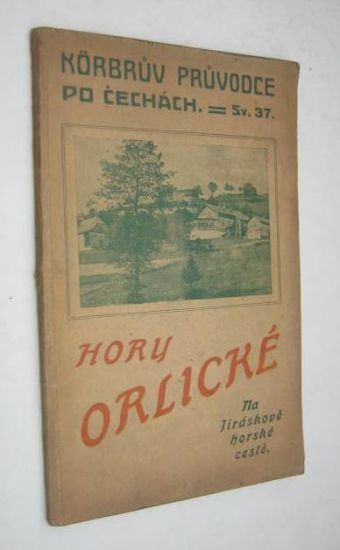 KÖRBRŮV PRŮVODCE
PO ČECHÁCH. = Sv. 37.
HORY
ORLICKÉ
Na
Jiráskově
horské
cestě.